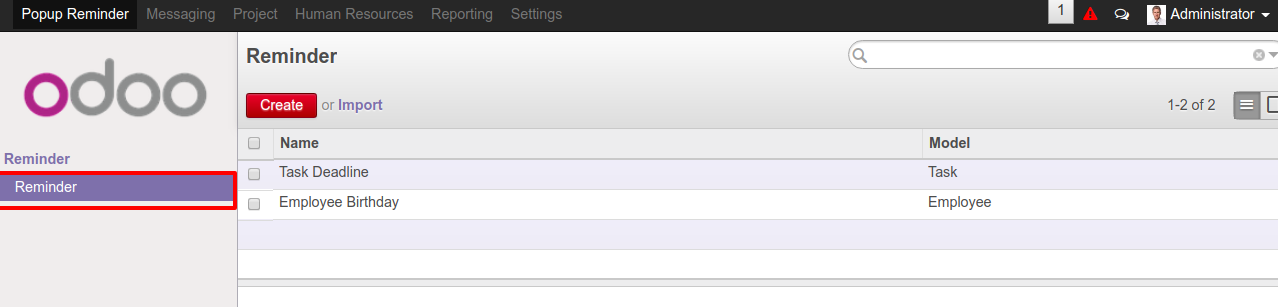 Popup Reminder Messaging Project Human Resources Reporting Settings 1 Administrator
odoo
Reminder
Reminder
Reminder
Create or Import 1-2 of 2
Name Model
Task Deadline Task
Employee Birthday Employee